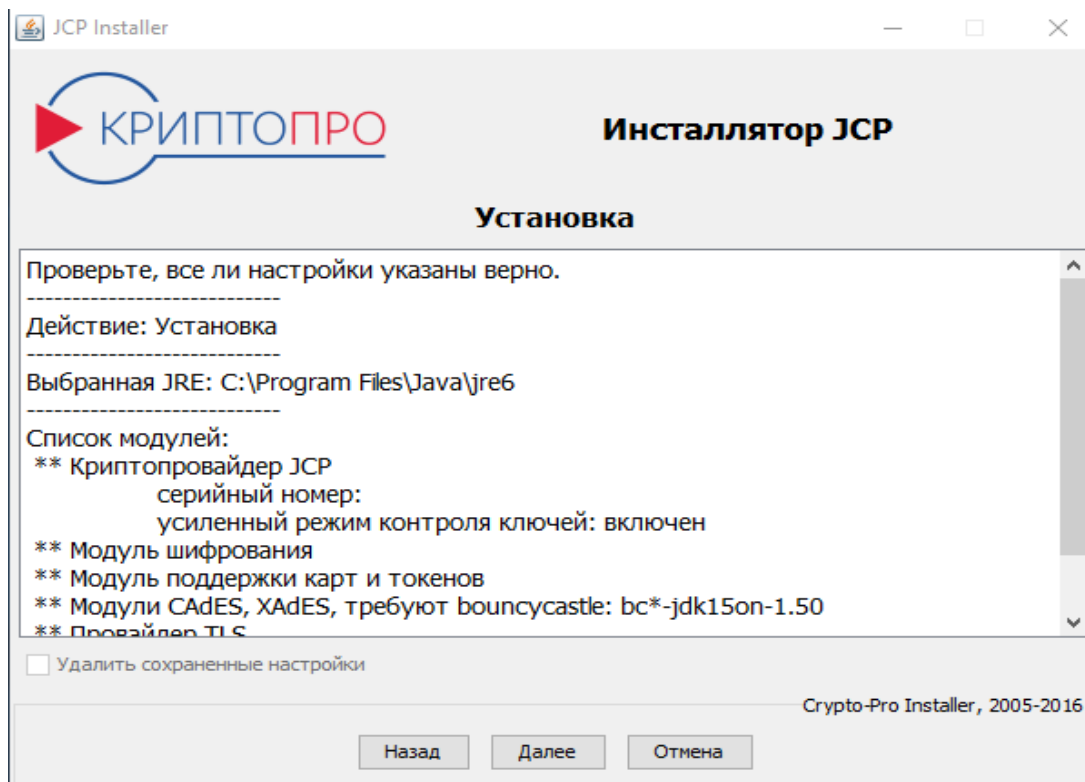 JCP Installer
КРИПТОПРО
Инсталлятор JCP
Установка
Проверьте, все ли настройки указаны верно.
----------------------------
Действие: Установка
----------------------------
Выбранная JRE: C:\Program Files\Java\jre6
----------------------------
Список модулей:
** Криптопровайдер JCP
серийный номер:
усиленный режим контроля ключей: включен
** Модуль шифрования
** Модуль поддержки карт и токенов
** Модули CAdES, XAdES, требуют bouncycastle: bc*-jdk15on-1.50
** Провайдер TLS
Удалить сохраненные настройки
Crypto-Pro Installer, 2005-2016
Назад Далее Отмена